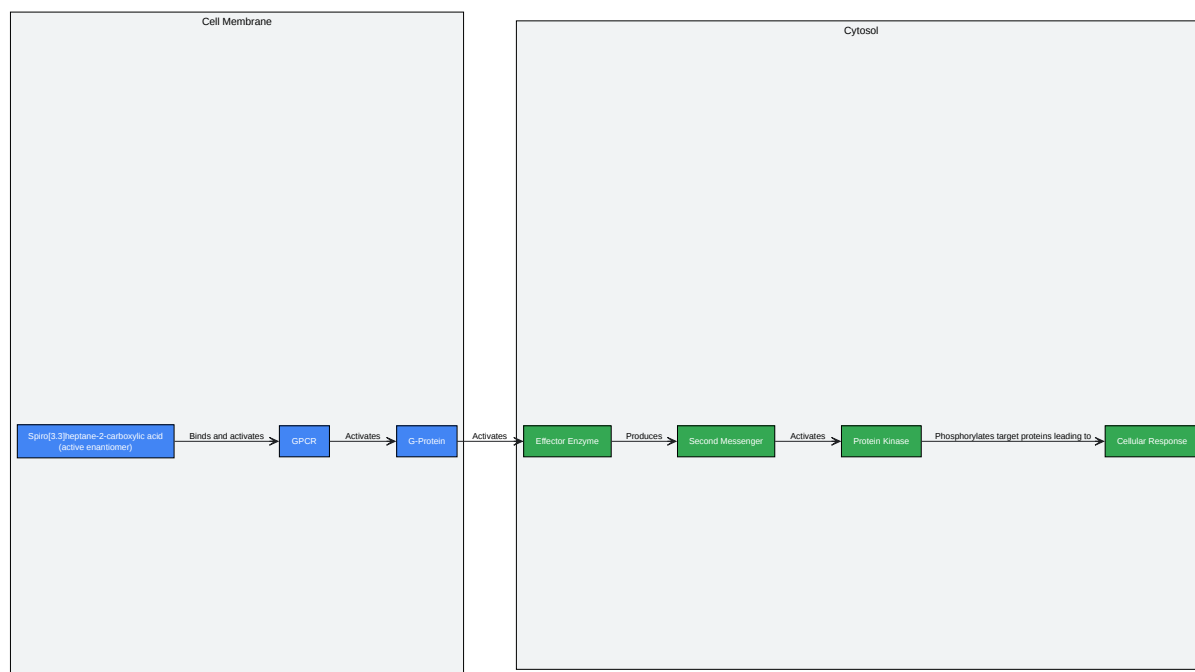 Cell Membrane
Cytosol
Spiro[3.3]heptane-2-carboxylic acid
(active enantiomer)
Binds and activates
GPCR
Activates
G-Protein
Activates
Effector Enzyme
Produces
Second Messenger
Activates
Protein Kinase
Phosphorylates target proteins leading to
Cellular Response